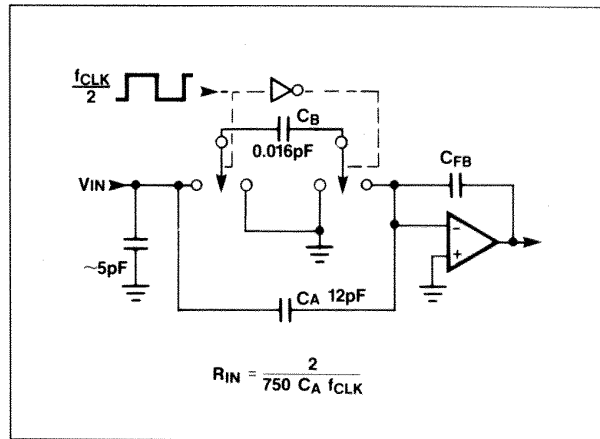 fCLK
2
CB
0.016pF
CFB
VIN
~5pF
CA 12pF
-
+
RIN = 2
750 CA fCLK